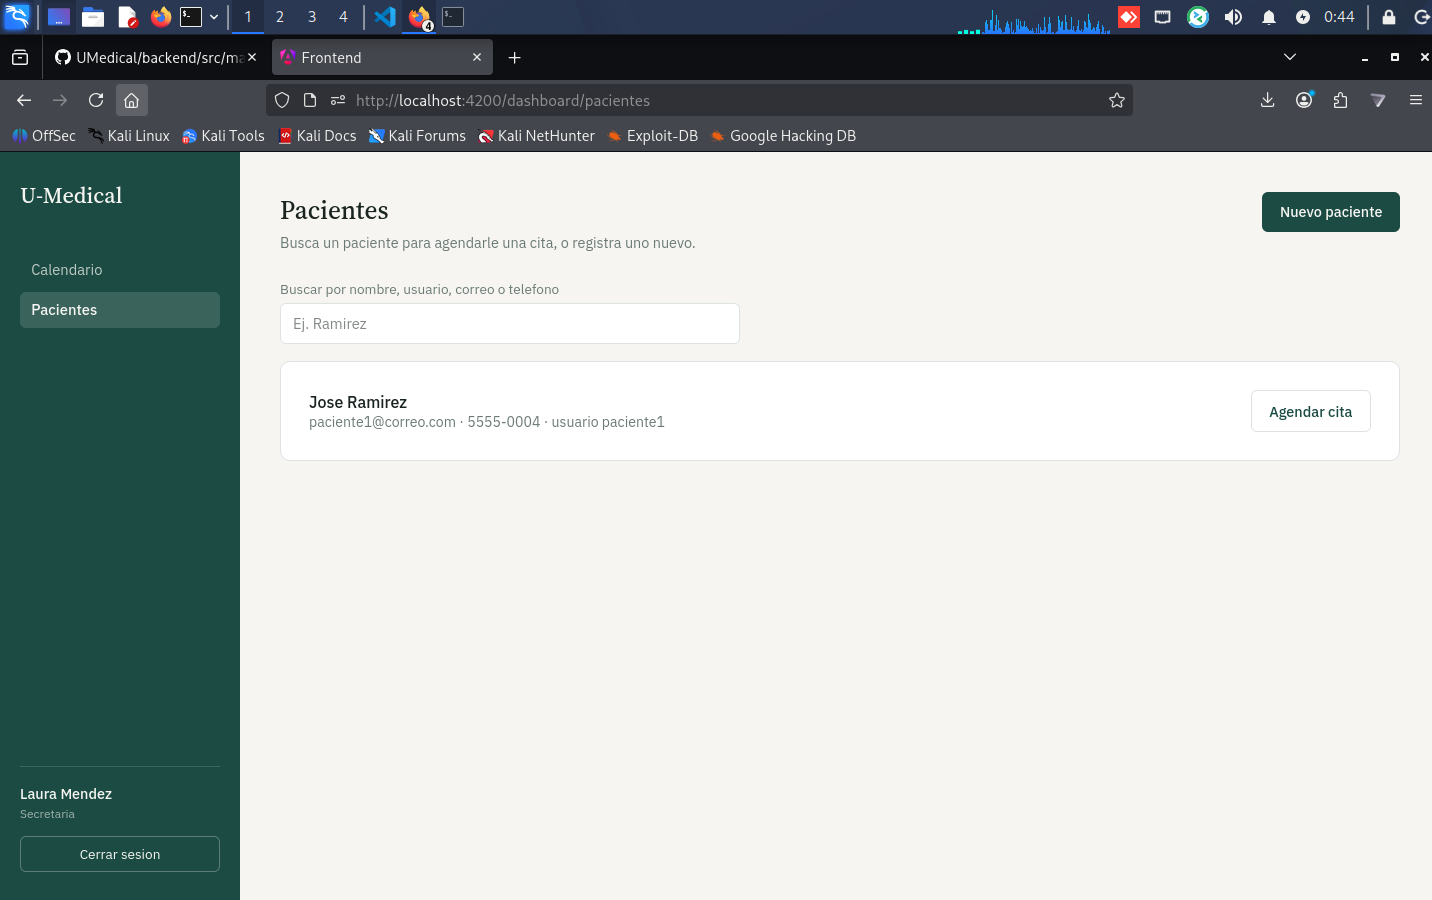 1 2 3 4
4
0:44
UMedical/backend/src/ma
Frontend
http://localhost:4200/dashboard/pacientes
OffSec Kali Linux Kali Tools Kali Docs Kali Forums Kali NetHunter Exploit-DB Google Hacking DB
U-Medical
Calendario
Pacientes
Laura Mendez
Secretaria
Cerrar sesion
Pacientes
Nuevo paciente
Busca un paciente para agendarle una cita, o registra uno nuevo.
Buscar por nombre, usuario, correo o telefono
Ej. Ramirez
Jose Ramirez
paciente1@correo.com · 5555-0004 · usuario paciente1
Agendar cita